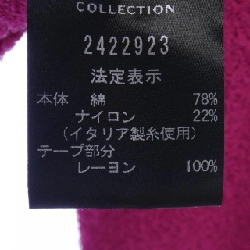 COLLECTION
2422923
法定表示
本体 綿 78%
ナイロン 22%
(イタリア製糸使用)
テープ部分
レーヨン 100%